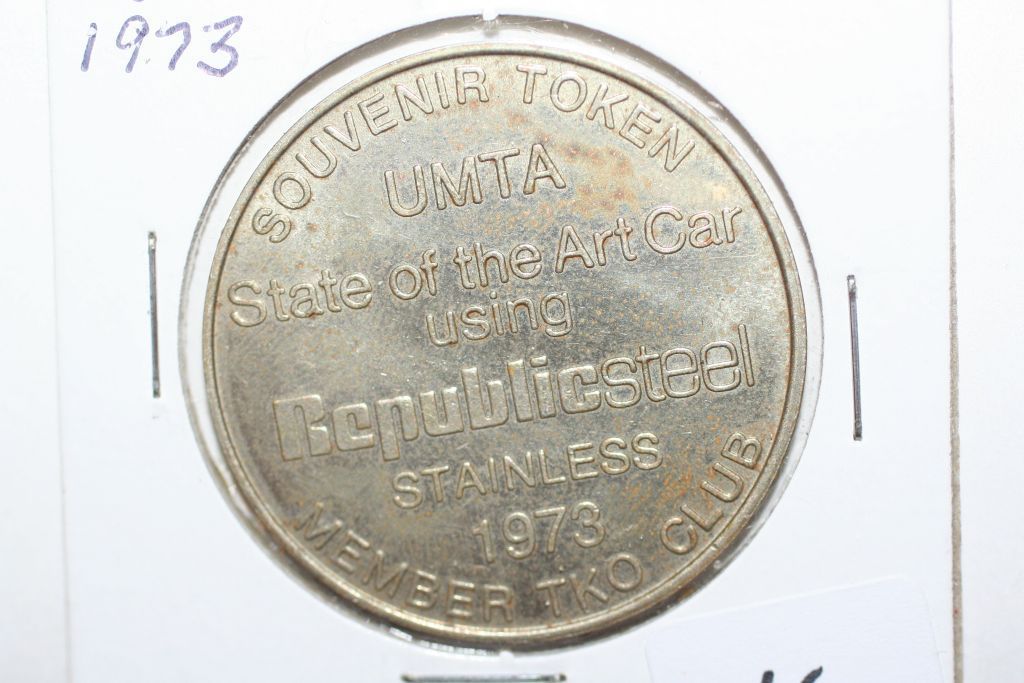 1973
SOUVENIR TOKEN
UMTA
State of the Art Car
using
Republicsteel
STAINLESS
1973
MEMBER TKO CLUB